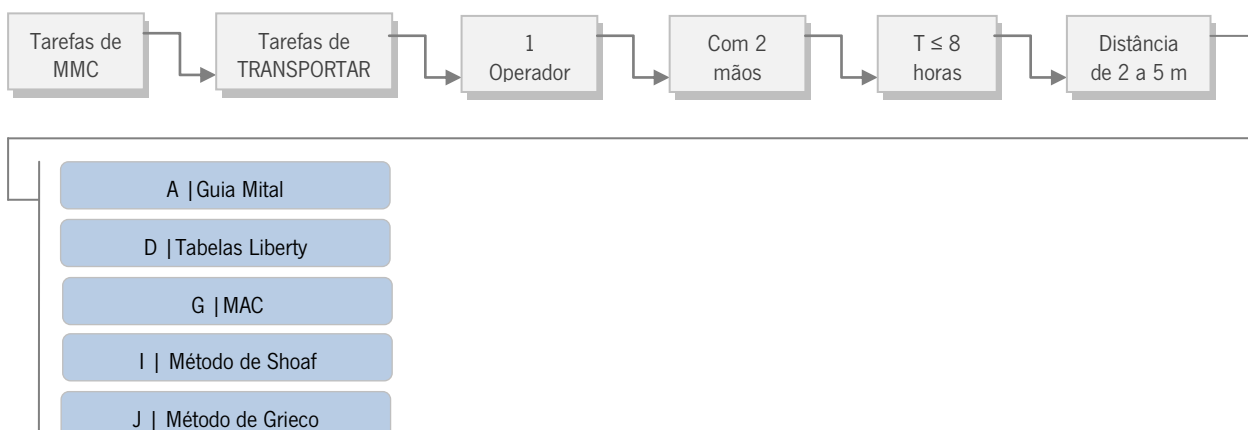 Tarefas de
MMC
Tarefas de
TRANSPORTAR
1
Operador
Com 2
mãos
T ≤ 8
horas
Distância
de 2 a 5 m
A | Guia Mital
D | Tabelas Liberty
G | MAC
I | Método de Shoaf
J | Método de Grieco